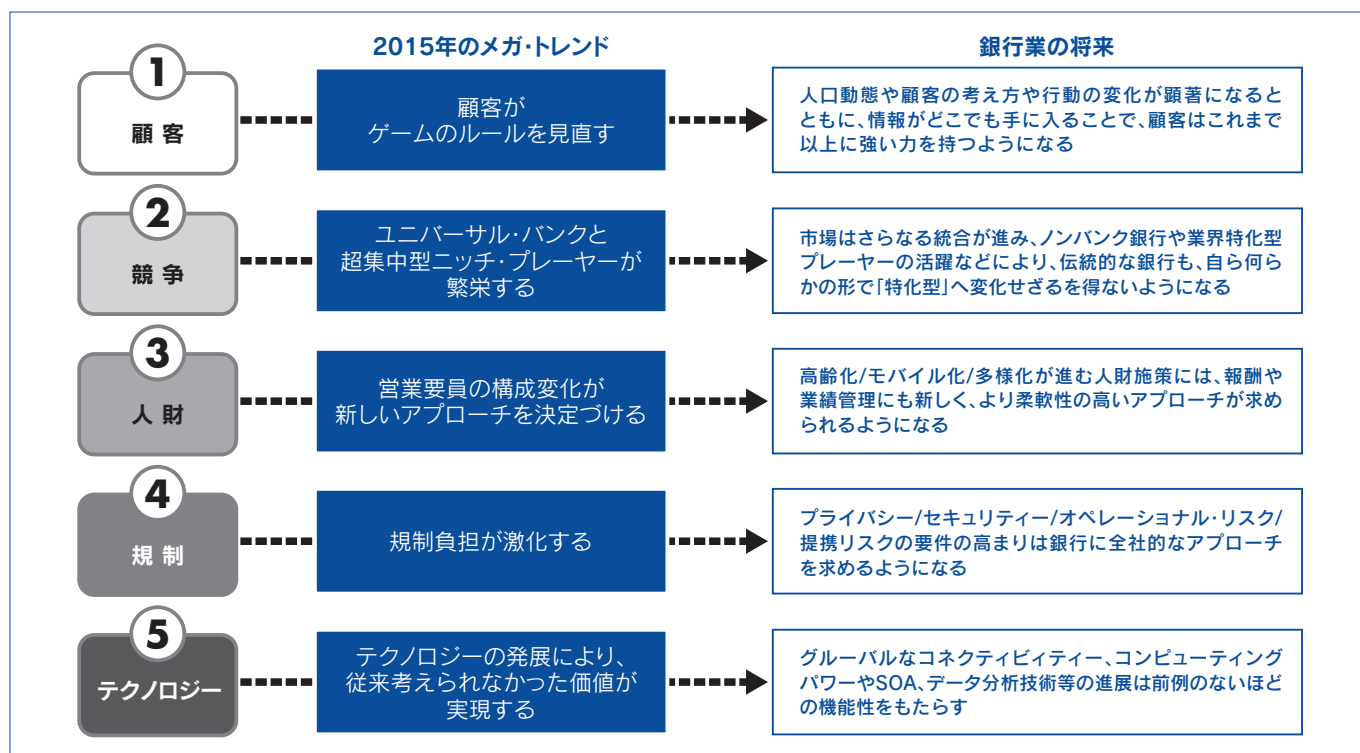 2015年のメガ・トレンド
銀行業の将来
1
顧 客
顧客が
ゲームのルールを見直す
人口動態や顧客の考え方や行動の変化が顕著になると
ともに、情報がどこでも手に入ることで、顧客はこれまで
以上に強い力を持つようになる
2
競 争
ユニバーサル・バンクと
超集中型ニッチ・プレーヤーが
繁栄する
市場はさらなる統合が進み、ノンバンク銀行や業界特化型
プレーヤーの活躍などにより、伝統的な銀行も、自ら何ら
かの形で「特化型」へ変化せざるを得ないようになる
3
人 財
営業要員の構成変化が
新しいアプローチを決定づける
高齢化/モバイル化/多様化が進む人財施策には、報酬や
業績管理にも新しく、より柔軟性の高いアプローチが求め
られるようになる
4
規 制
規制負担が激化する
プライバシー/セキュリティー/オペレーショナル・リスク/
提携リスクの要件の高まりは銀行に全社的なアプローチ
を求めるようになる
5
テクノロジー
テクノロジーの発展により、
従来考えられなかった価値が
実現する
グルーバルなコネクティビィティー、コンピューティング
パワーやSOA、データ分析技術等の進展は前例のないほど
の機能性をもたらす